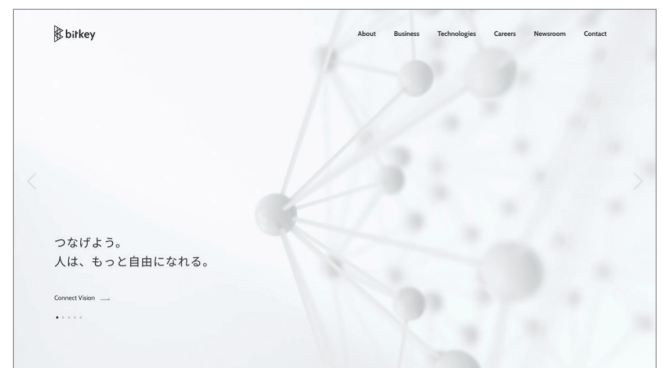 bitkey
About Business Technologies Careers Newsroom Contact
つなげよう。
人は、もっと自由になれる。
Connect Vision